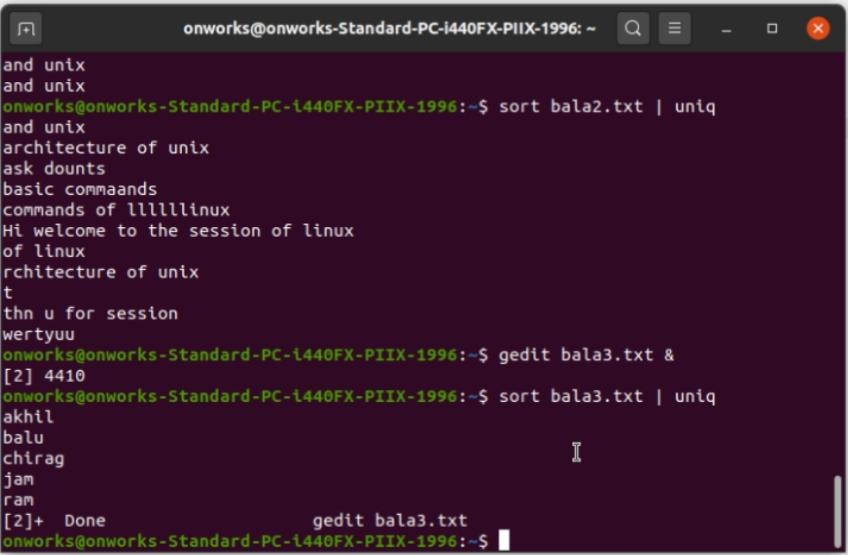 onworks@onworks-Standard-PC-i440FX-PIIX-1996: ~
and unix
and unix
onworks@onworks-Standard-PC-i440FX-PIIX-1996:~$ sort bala2.txt | uniq
and unix
architecture of unix
ask dounts
basic commaands
commands of lllllinux
Hi welcome to the session of linux
of linux
rchitecture of unix
t
thn u for session
wertyuu
onworks@onworks-Standard-PC-i440FX-PIIX-1996:~$ gedit bala3.txt &
[2] 4410
onworks@onworks-Standard-PC-i440FX-PIIX-1996:~$ sort bala3.txt | uniq
akhil
balu
chirag
jam
ram
[2]+  Done                    gedit bala3.txt
onworks@onworks-Standard-PC-i440FX-PIIX-1996:~$